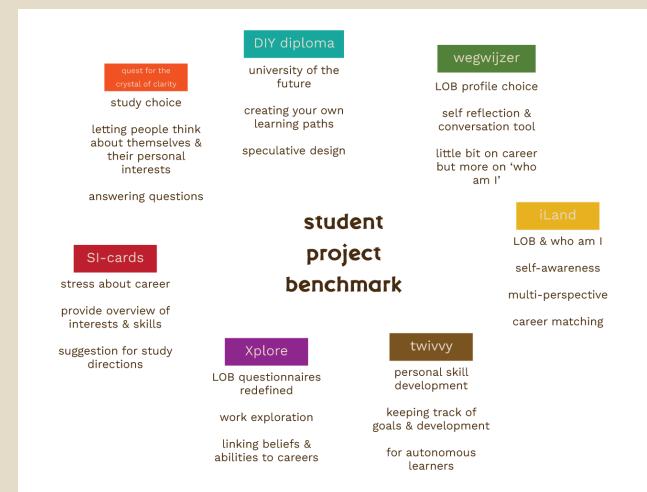 DIY diploma
university of the
future
creating your own
learning paths
speculative design
wegwijzer
LOB profile choice
self reflection &
conversation tool
little bit on career
but more on ‘who
am I’
quest for the
crystal of clarity
study choice
letting people think
about themselves &
their personal
interests
answering questions
student
project
benchmark
iLand
LOB & who am I
self-awareness
multi-perspective
career matching
SI-cards
stress about career
provide overview of
interests & skills
suggestion for study
directions
Xplore
LOB questionnaires
redefined
work exploration
linking beliefs &
abilities to careers
twivvy
personal skill
development
keeping track of
goals & development
for autonomous
learners